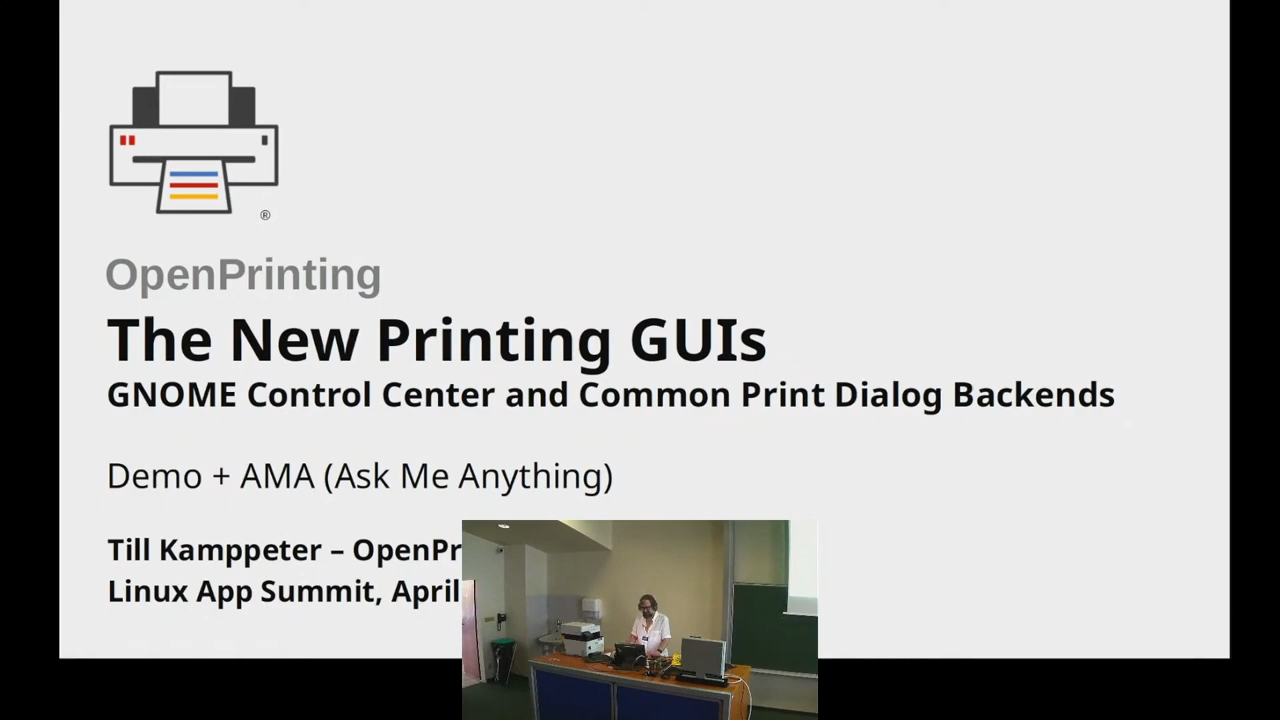 ®
OpenPrinting
The New Printing GUIs
GNOME Control Center and Common Print Dialog Backends
Demo + AMA (Ask Me Anything)
Till Kamppeter – OpenPr
Linux App Summit, April